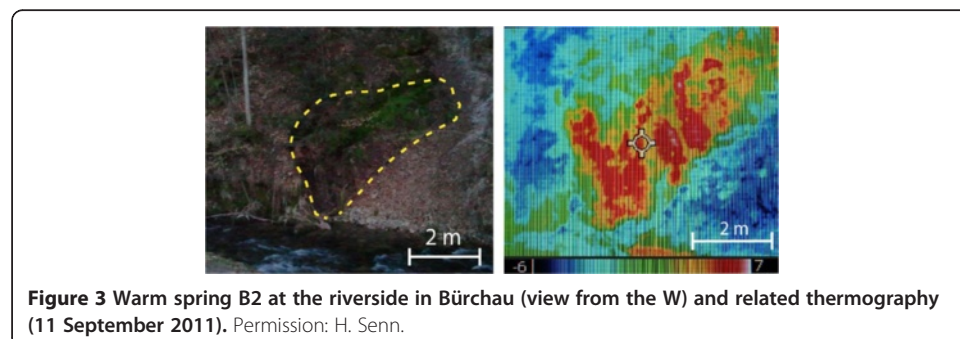 2 m
2 m
-6
7
Figure 3 Warm spring B2 at the riverside in Bürchau (view from the W) and related thermography
(11 September 2011). Permission: H. Senn.